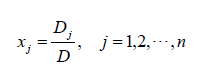 x_j = D_j / D, j = 1,2,⋯,n